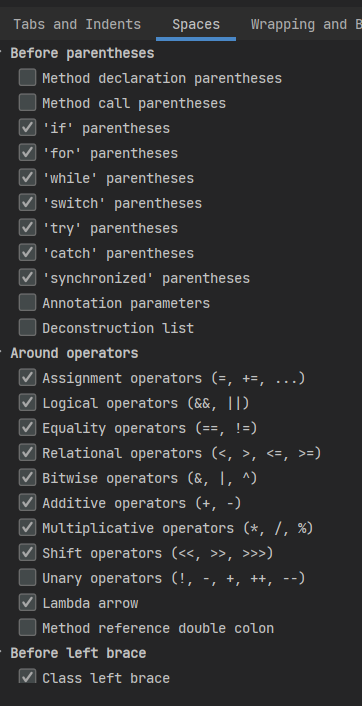 Tabs and Indents Spaces Wrapping and B
Before parentheses
Method declaration parentheses
Method call parentheses
'if' parentheses
'for' parentheses
'while' parentheses
'switch' parentheses
'try' parentheses
'catch' parentheses
'synchronized' parentheses
Annotation parameters
Deconstruction list
Around operators
Assignment operators (=, +=, ...)
Logical operators (&&, ||)
Equality operators (==, !=)
Relational operators (<, >, <=, >=)
Bitwise operators (&, |, ^)
Additive operators (+, -)
Multiplicative operators (*, /, %)
Shift operators (<<, >>, >>>)
Unary operators (!, -, +, ++, --)
Lambda arrow
Method reference double colon
Before left brace
Class left brace